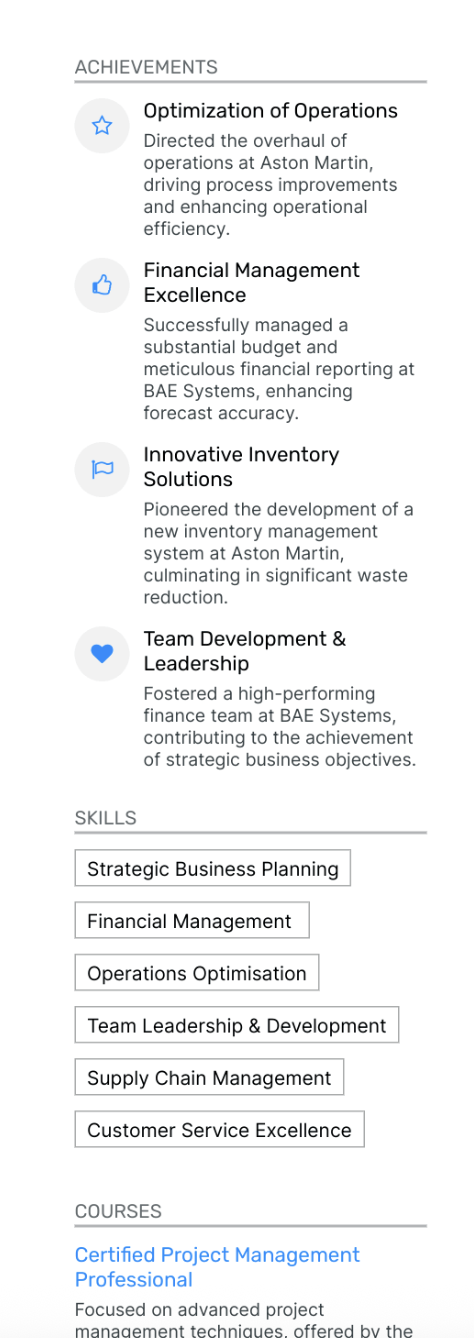 ACHIEVEMENTS
Optimization of Operations
Directed the overhaul of
operations at Aston Martin,
driving process improvements
and enhancing operational
efficiency.
Financial Management
Excellence
Successfully managed a
substantial budget and
meticulous financial reporting at
BAE Systems, enhancing
forecast accuracy.
Innovative Inventory
Solutions
Pioneered the development of a
new inventory management
system at Aston Martin,
culminating in significant waste
reduction.
Team Development &
Leadership
Fostered a high-performing
finance team at BAE Systems,
contributing to the achievement
of strategic business objectives.
SKILLS
Strategic Business Planning
Financial Management
Operations Optimisation
Team Leadership & Development
Supply Chain Management
Customer Service Excellence
COURSES
Certified Project Management
Professional
Focused on advanced project
management techniques, offered by the